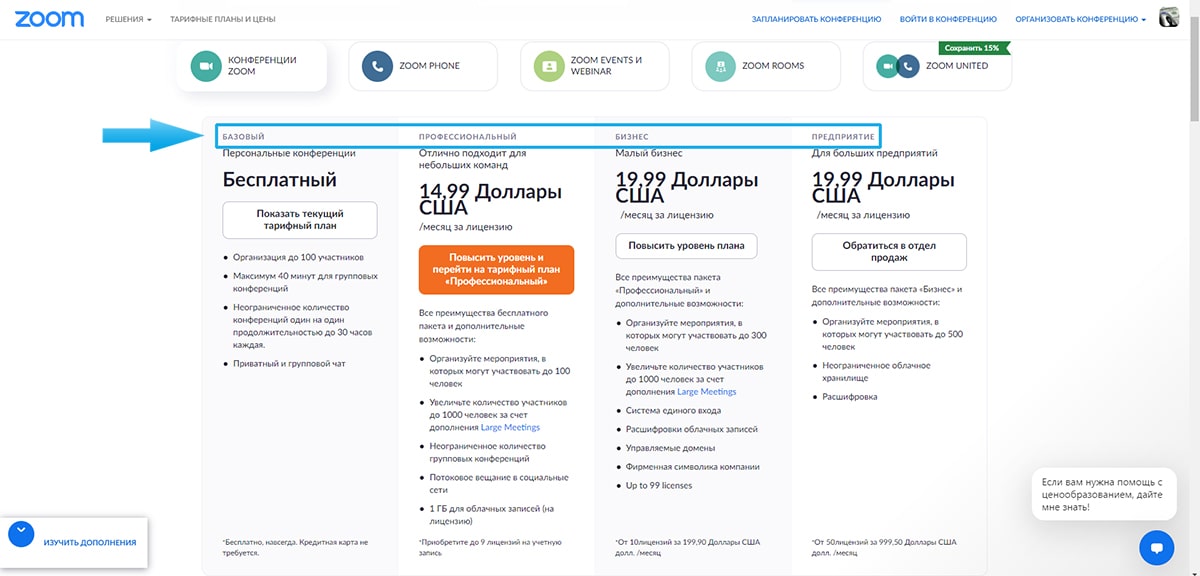 zoom
РЕШЕНИЯ
ТАРИФНЫЕ ПЛАНЫ И ЦЕНЫ
ЗАПЛАНИРОВАТЬ КОНФЕРЕНЦИЮ
ВОЙТИ В КОНФЕРЕНЦИЮ
ОРГАНИЗОВАТЬ КОНФЕРЕНЦИЮ
КОНФЕРЕНЦИИ
ZOOM
ZOOM PHONE
ZOOM EVENTS И
WEBINAR
ZOOM ROOMS
Сохранить 15%
ZOOM UNITED
БАЗОВЫЙ
Персональные конференции
Бесплатный
Показать текущий
тарифный план
Организация до 100 участников
Максимум 40 минут для групповых
конференций
Неограниченное количество
конференций один на один
продолжительностью до 30 часов
каждая.
Приватный и групповой чат
*Бесплатно, навсегда. Кредитная карта не
требуется.
ПРОФЕССИОНАЛЬНЫЙ
Отлично подходит для
небольших команд
14,99 Доллары
США
/месяц за лицензию
Повысить уровень и
перейти на тарифный план
«Профессиональный»
Все преимущества бесплатного
пакета и дополнительные
возможности:
Организуйте мероприятия, в
которых могут участвовать до 100
человек
Увеличьте количество участников
до 1000 человек за счет
дополнения Large Meetings
Неограниченное количество
групповых конференций
Потоковое вещание в социальные
сети
1 ГБ для облачных записей (на
лицензию)
*Приобретите до 9 лицензий на учетную
запись
БИЗНЕС
Малый бизнес
19,99 Доллары
США
/месяц за лицензию
Повысить уровень плана
Все преимущества пакета
«Профессиональный» и
дополнительные возможности:
Организуйте мероприятия, в
которых могут участвовать до 300
человек
Увеличьте количество участников
до 1000 человек за счет
дополнения Large Meetings
Система единого входа
Расшифровки облачных записей
Управляемые домены
Фирменная символика компании
Up to 99 licenses
*От 10лицензий за 199,90 Доллары США
долл. /месяц
ПРЕДПРИЯТИЕ
Для больших предприятий
19,99 Доллары
США
/месяц за лицензию
Обратиться в отдел
продаж
Все преимущества пакета «Бизнес» и
дополнительные возможности:
Организуйте мероприятия, в
которых могут участвовать до 500
человек
Неограниченное облачное
хранилище
Расшифровка
*От 50лицензий за 999,50 Доллары США
долл. /месяц.
ИЗУЧИТЬ ДОПОЛНЕНИЯ
Если вам нужна помощь с
ценообразованием, дайте
мне знать!